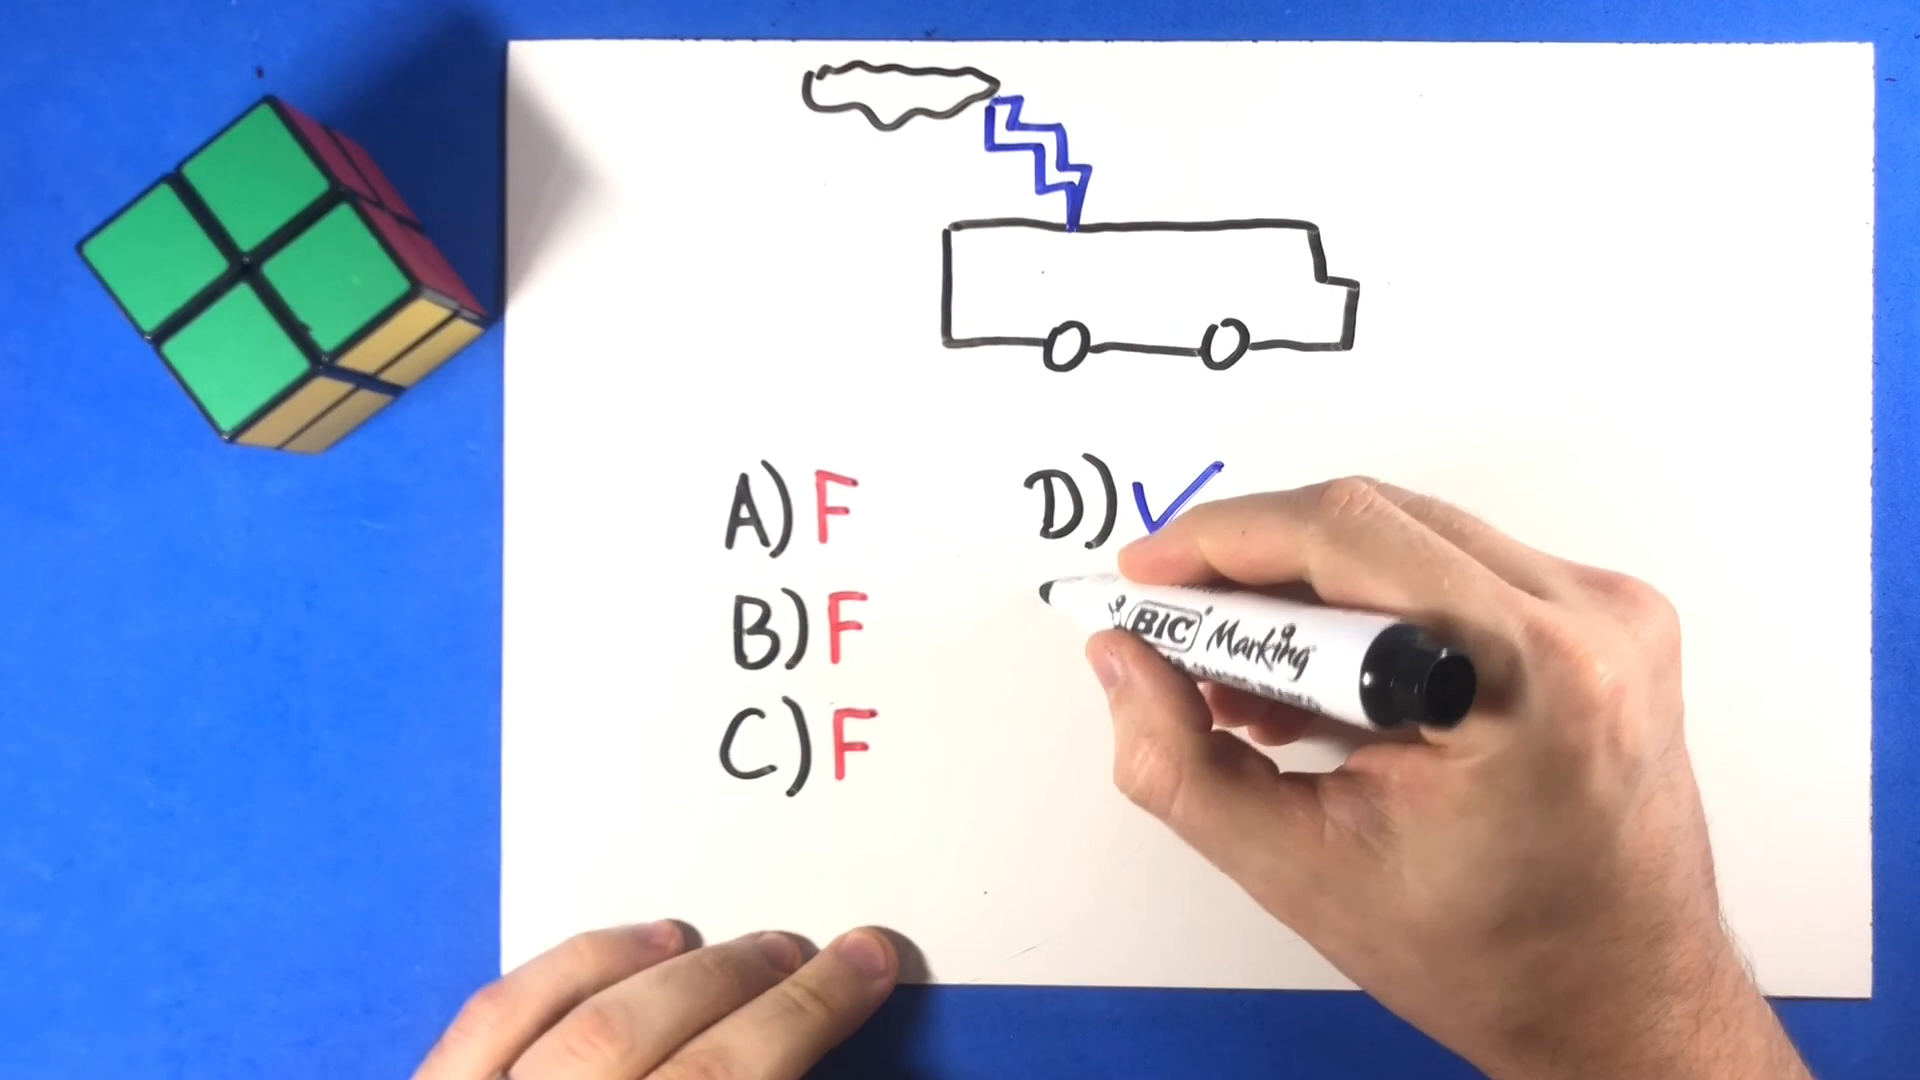 A) F
B) F
C) F
D) ✓
BIC Marking